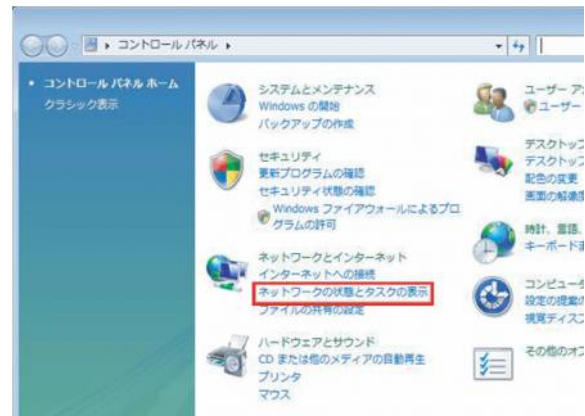 コントロール パネル
コントロール パネル ホーム
クラシック表示
システムとメンテナンス
Windows の開始
バックアップの作成
セキュリティ
更新プログラムの確認
セキュリティ状態の確認
Windows ファイアウォールによるプロ
グラムの許可
ネットワークとインターネット
インターネットへの接続
ネットワークの状態とタスクの表示
ファイルの共有の設定
ハードウェアとサウンド
CD または他のメディアの自動再生
プリンタ
マウス
ユーザー ア
ユーザー
デスクトップ
デスクトップ
配色の変更
画面の解像度
時計、言語、
キーボードま
コンピュータ
設定の提案の
視覚ディスプ
その他のオプ